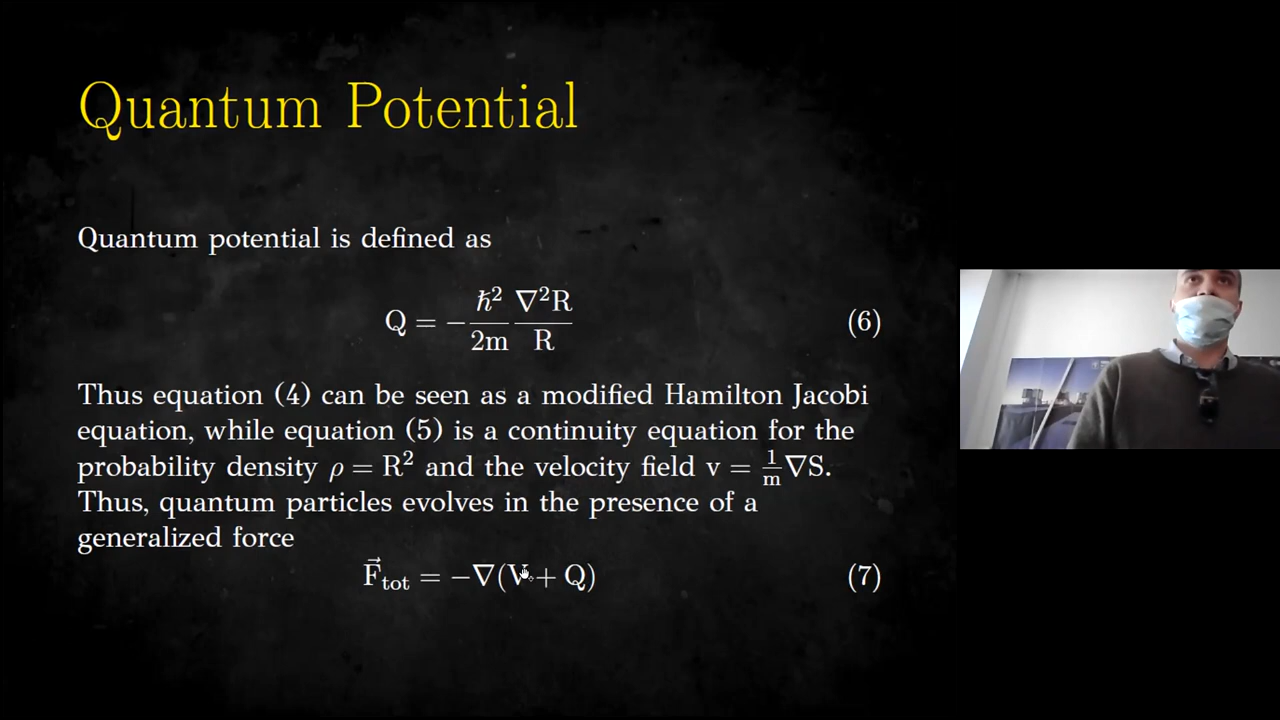 Quantum Potential
Quantum potential is defined as
Q = −ℏ²/2m ∇²R/R (6)
Thus equation (4) can be seen as a modified Hamilton Jacobi
equation, while equation (5) is a continuity equation for the
probability density ρ = R² and the velocity field v = 1/m ∇S.
Thus, quantum particles evolves in the presence of a
generalized force
F⃗tot = −∇(V + Q) (7)